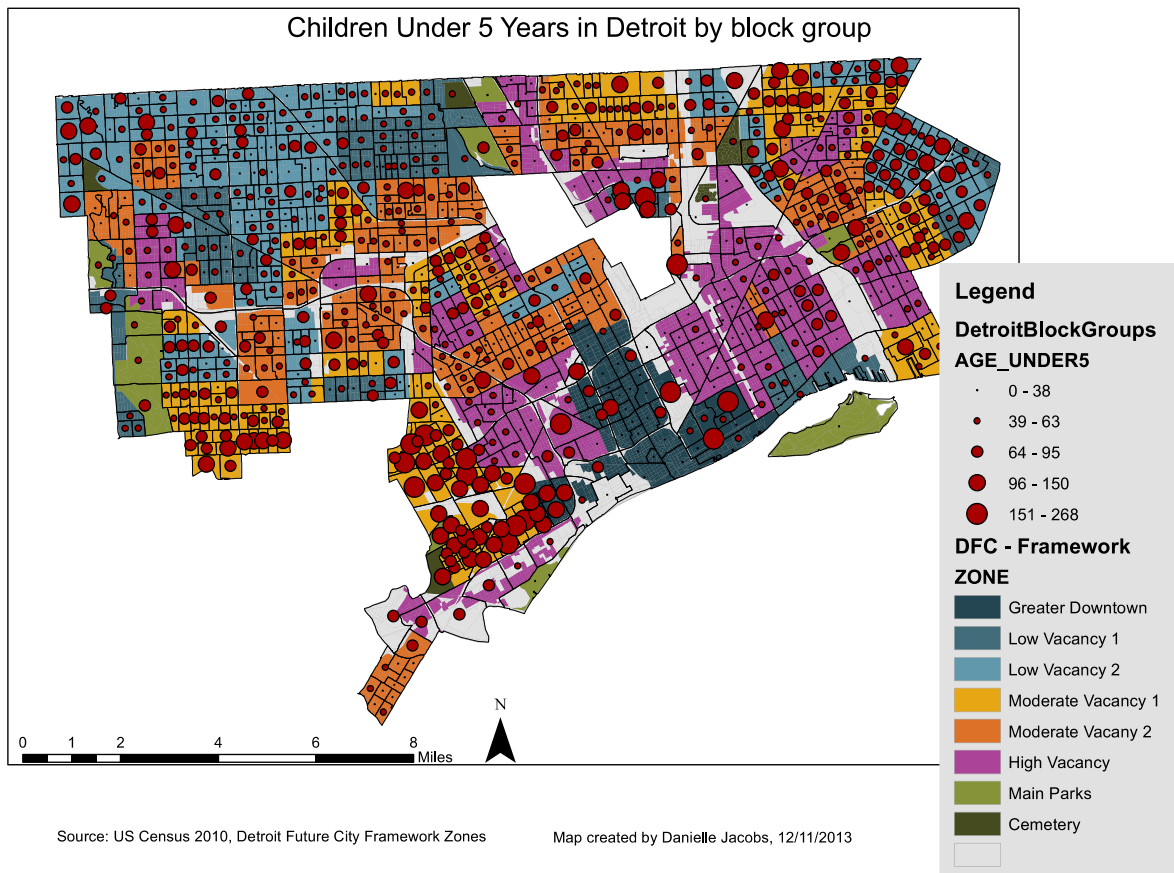 Children Under 5 Years in Detroit by block group
Legend
DetroitBlockGroups
AGE_UNDER5
0 - 38
39 - 63
64 - 95
96 - 150
151 - 268
DFC - Framework
ZONE
Greater Downtown
Low Vacancy 1
Low Vacancy 2
Moderate Vacancy 1
Moderate Vacany 2
High Vacancy
Main Parks
Cemetery
N
0 1 2 4 6 8
Miles
Source: US Census 2010, Detroit Future City Framework Zones
Map created by Danielle Jacobs, 12/11/2013